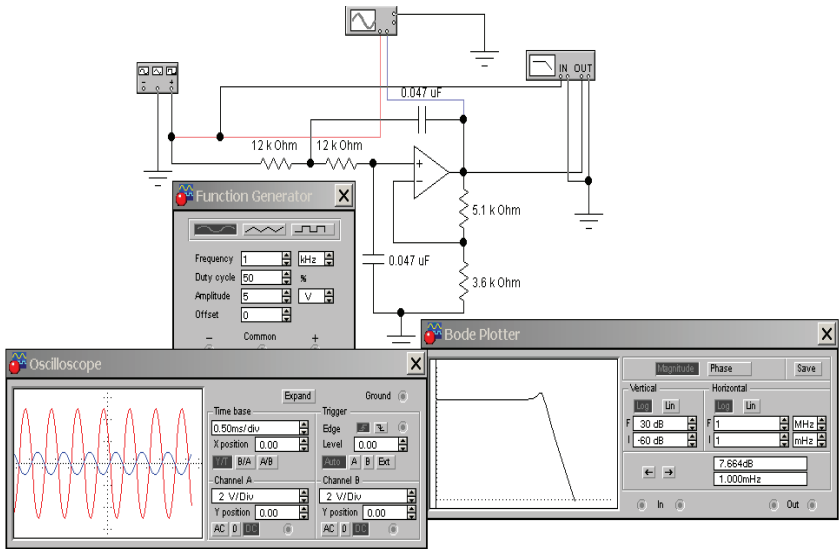 IN OUT
0.047 uF
- +
12 k Ohm 12 k Ohm
+
-
5.1 k Ohm
0.047 uF
3.6 k Ohm
Function Generator X
Frequency 1 kHz
Duty cycle 50 %
Amplitude 5 V
Offset 0
- Common +
Bode Plotter X
Magnitude Phase Save
Vertical Horizontal
Log Lin Log Lin
F 30 dB F 1 MHz
I -60 dB I 1 mHz
← → 7.664dB
1.000mHz
In Out
Oscilloscope X
Expand Ground
Time base Trigger
0.50ms/div Edge
X position 0.00 Level 0.00
Y/T B/A A/B Auto A B Ext
Channel A Channel B
2 V/Div 2 V/Div
Y position 0.00 Y position 0.00
AC 0 DC AC 0 DC